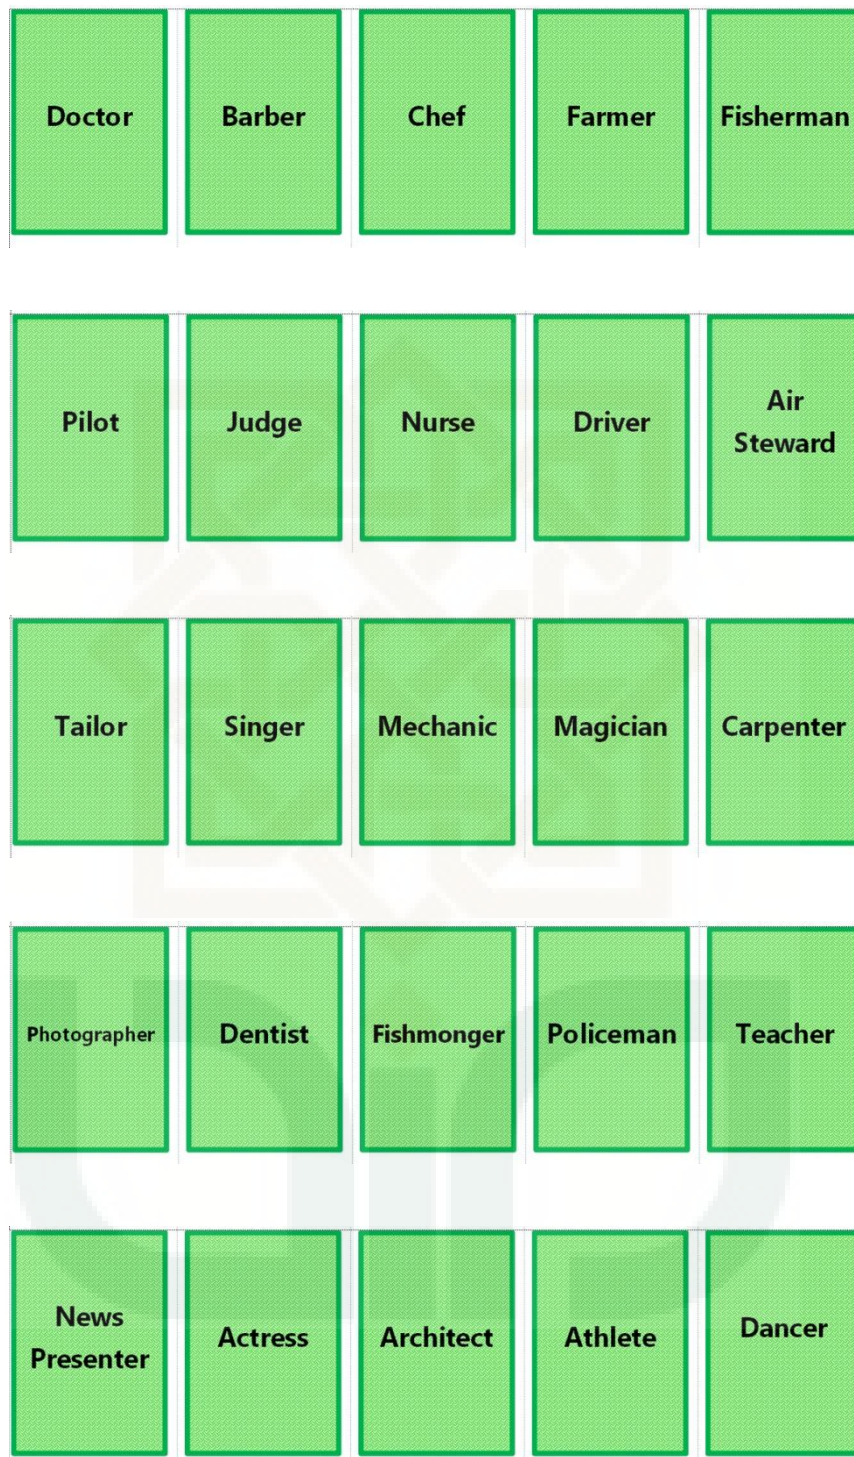 Doctor
Barber
Chef
Farmer
Fisherman
Pilot
Judge
Nurse
Driver
Air
Steward
Tailor
Singer
Mechanic
Magician
Carpenter
Photographer
Dentist
Fishmonger
Policeman
Teacher
News
Presenter
Actress
Architect
Athlete
Dancer